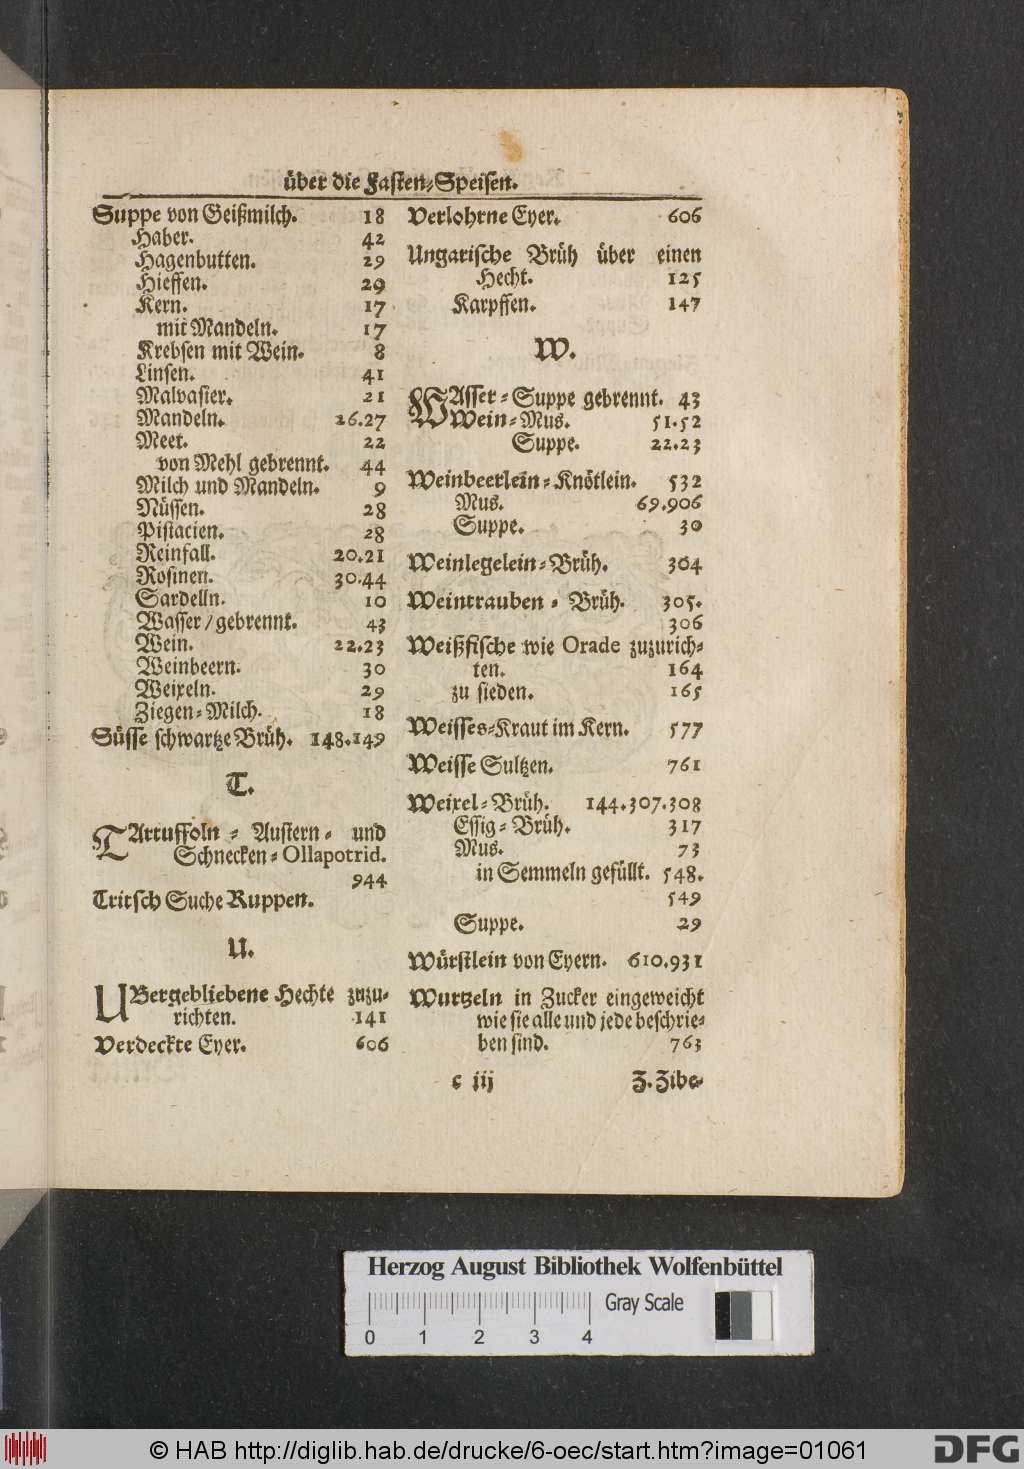 über die Fasten-Speisen.
Suppe von Geißmilch. 18
Haber. 42
Hagenbutten. 29
Hieffen. 29
Kern. 17
mit Mandeln. 17
Krebsen mit Wein. 8
Linsen. 41
Malvasier. 21
Mandeln. 26.27
Meet. 22
von Mehl gebrennt. 44
Milch und Mandeln. 9
Nüssen. 28
Pistacien. 28
Reinfall. 20.21
Rosinen. 30.44
Sardelln. 10
Wasser / gebrennt. 43
Wein. 22.23
Weinbeern. 30
Weixeln. 29
Ziegen-Milch. 18
Süsse schwartze Brüh. 148.149
T.
TArtuffoln - Austern- und
Schnecken-Ollapotrid.
944
Tritsch Suche Ruppen.
U.
UBergebliebene Hechte zuzu-
richten. 141
Verdeckte Eyer. 606
Verlohrne Eyer. 606
Ungarische Brüh über einen
Hecht. 125
Karpffen. 147
W.
WAsser-Suppe gebrennt. 43
Wein-Mus. 51.52
Suppe. 22.23
Weinbeerlein-Knötlein. 532
Mus. 69.906
Suppe. 30
Weinlegelein-Brüh. 304
Weintrauben - Brüh. 305.
306
Weißfische wie Orade zuzurich-
ten. 164
zu sieden. 165
Weisses-Kraut im Kern. 577
Weisse Sultzen. 761
Weixel-Brüh. 144.307.308
Essig-Brüh. 317
Mus. 73
in Semmeln gefüllt. 548.
549
Suppe. 29
Würstlein von Eyern. 610.931
Wurtzeln in Zucker eingeweicht
wie sie alle und jede beschrie-
ben sind. 763
c iij Z. Zibe-
Herzog August Bibliothek Wolfenbüttel
Gray Scale
0 1 2 3 4
© HAB http://diglib.hab.de/drucke/6-oec/start.htm?image=01061
DFG